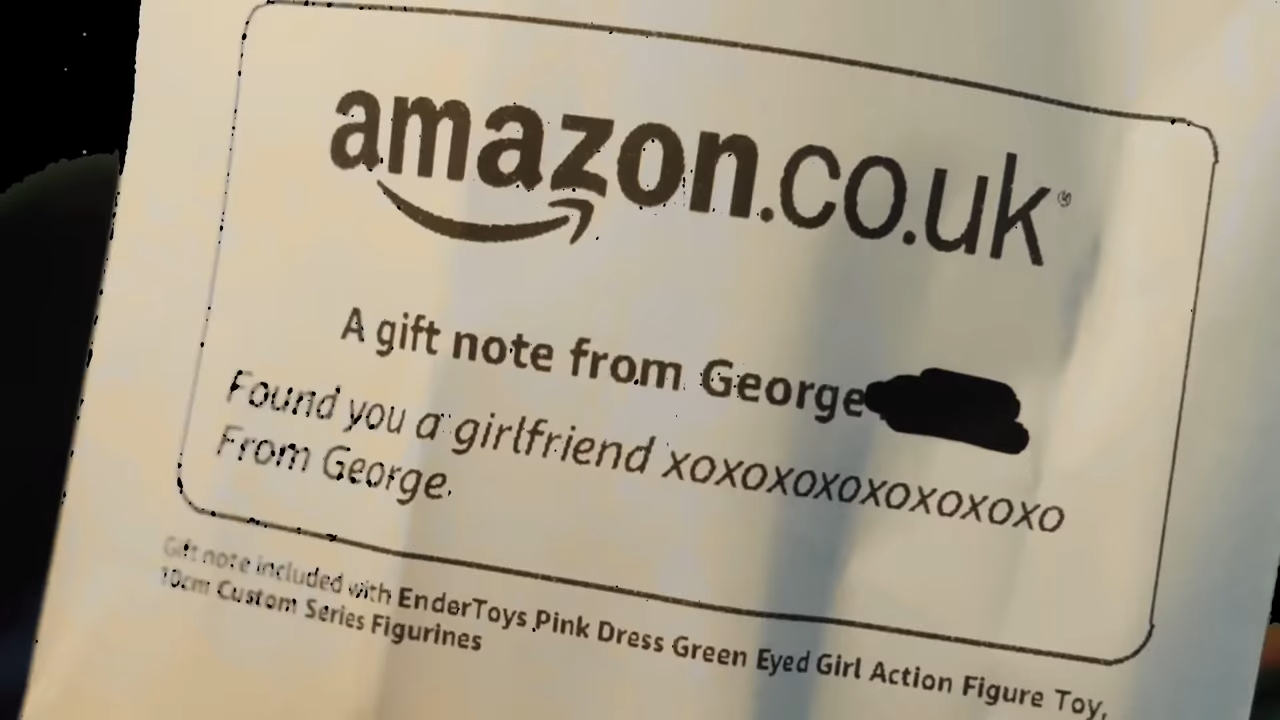 amazon.co.uk®
A gift note from George
Found you a girlfriend xoxoxoxoxoxoxoxo
From George.
Gift note included with EnderToys Pink Dress Green Eyed Girl Action Figure Toy,
10cm Custom Series Figurines